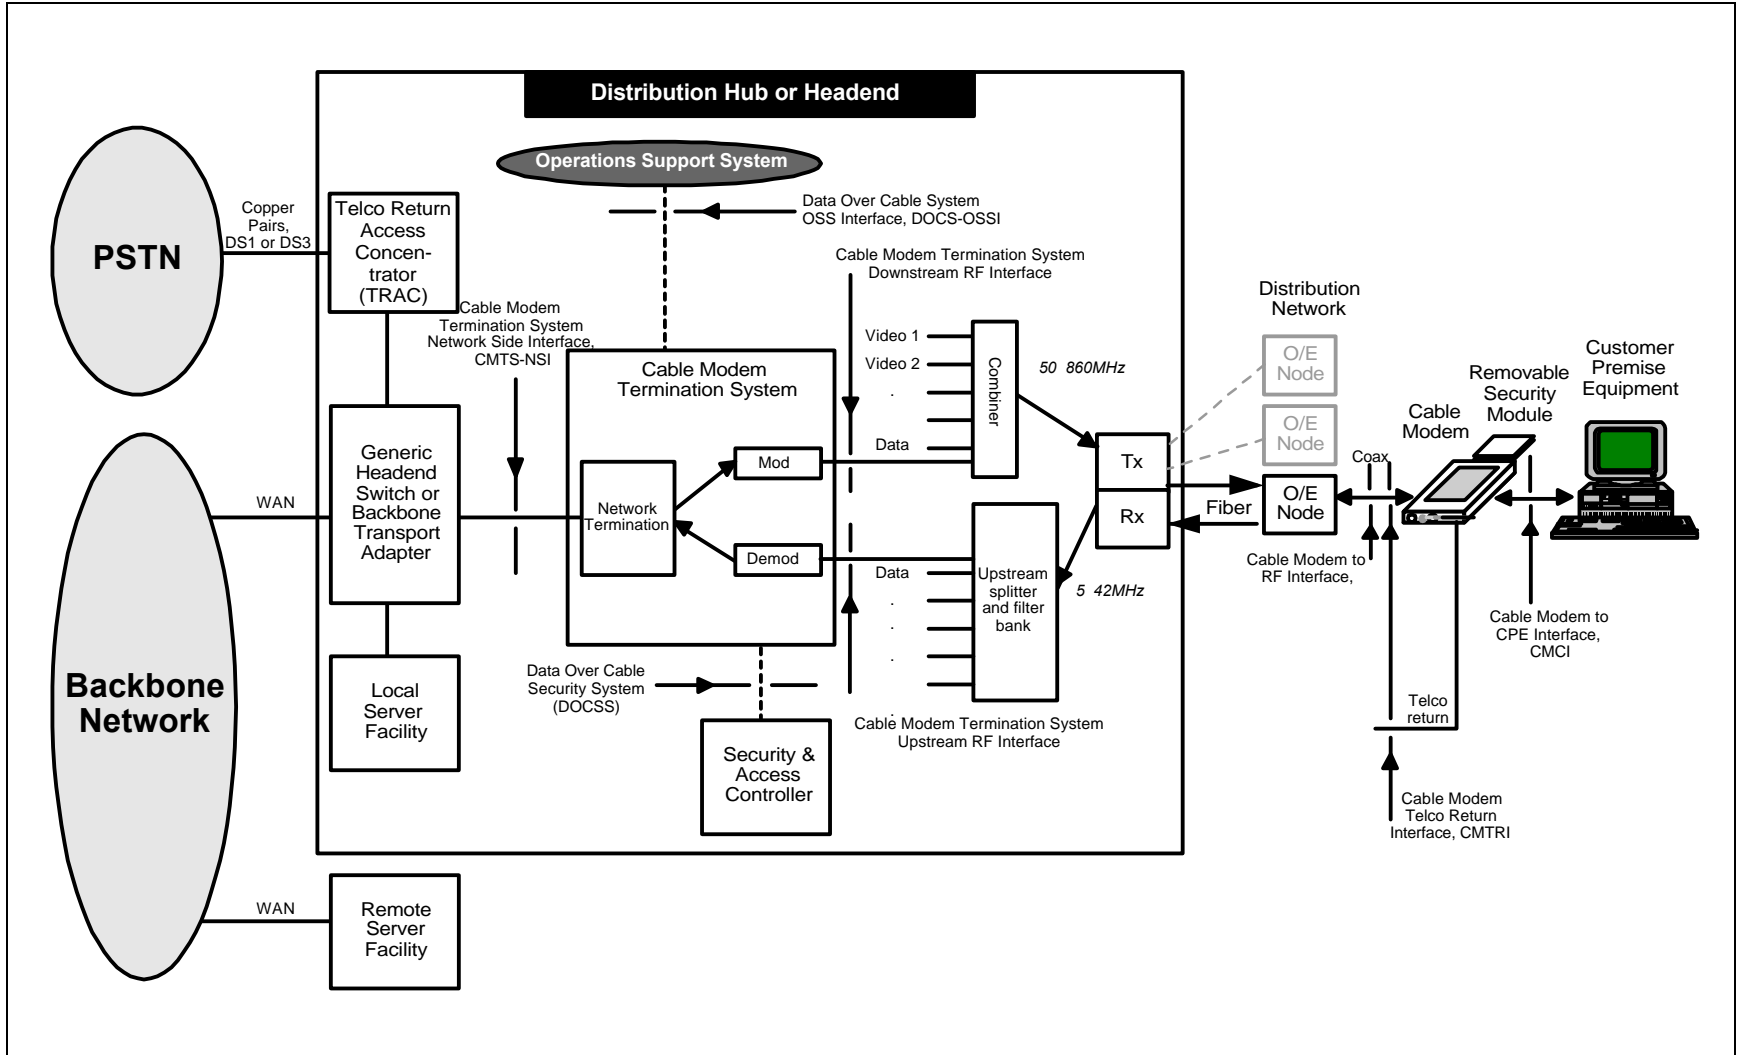 Distribution Hub or Headend
Operations Support System
PSTN
Copper
Pairs,
DS1 or DS3
Telco Return
Access
Concen-
trator
(TRAC)
Data Over Cable System
OSS Interface, DOCS-OSSI
Cable Modem Termination System
Downstream RF Interface
Cable Modem
Termination System
Network Side Interface,
CMTS-NSI
Cable Modem
Termination System
Video 1
Video 2
.
Data
Combiner
50 860MHz
Distribution
Network
O/E
Node
O/E
Node
O/E
Node
Removable
Security
Module
Customer
Premise
Equipment
Cable
Modem
Coax
Generic
Headend
Switch or
Backbone
Transport
Adapter
WAN
Network
Termination
Mod
Demod
Tx
Rx
Fiber
Data
.
.
.
.
Upstream
splitter
and filter
bank
5 42MHz
Cable Modem to
RF Interface,
Cable Modem to
CPE Interface,
CMCI
Backbone
Network
Local
Server
Facility
Data Over Cable
Security System
(DOCSS)
Cable Modem Termination System
Upstream RF Interface
Telco
return
Security &
Access
Controller
Cable Modem
Telco Return
Interface, CMTRI
WAN
Remote
Server
Facility